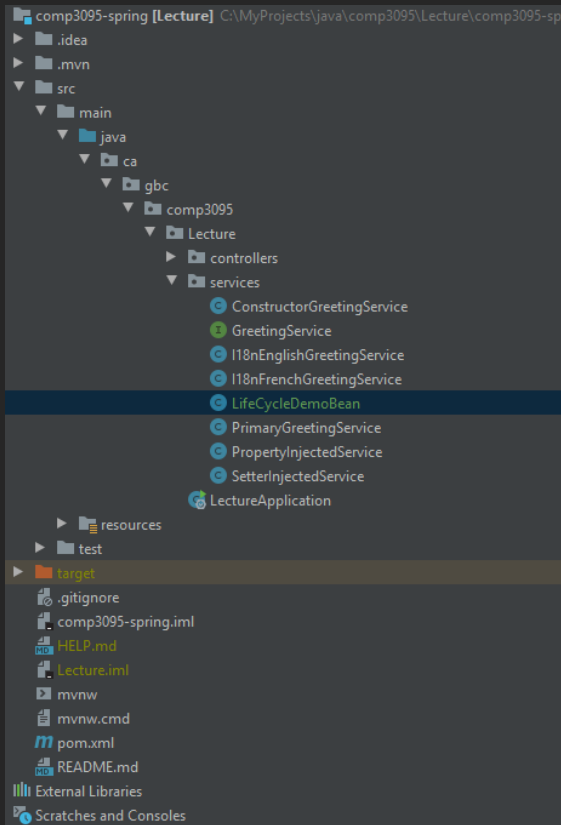 comp3095-spring [Lecture] C:\MyProjects\java\comp3095\Lecture\comp3095-sp
.idea
.mvn
src
main
java
ca
gbc
comp3095
Lecture
controllers
services
C ConstructorGreetingService
I GreetingService
C I18nEnglishGreetingService
C I18nFrenchGreetingService
C LifeCycleDemoBean
C PrimaryGreetingService
C PropertyInjectedService
C SetterInjectedService
LectureApplication
resources
test
target
.gitignore
comp3095-spring.iml
MD HELP.md
Lecture.iml
mvnw
mvnw.cmd
m pom.xml
MD README.md
External Libraries
Scratches and Consoles